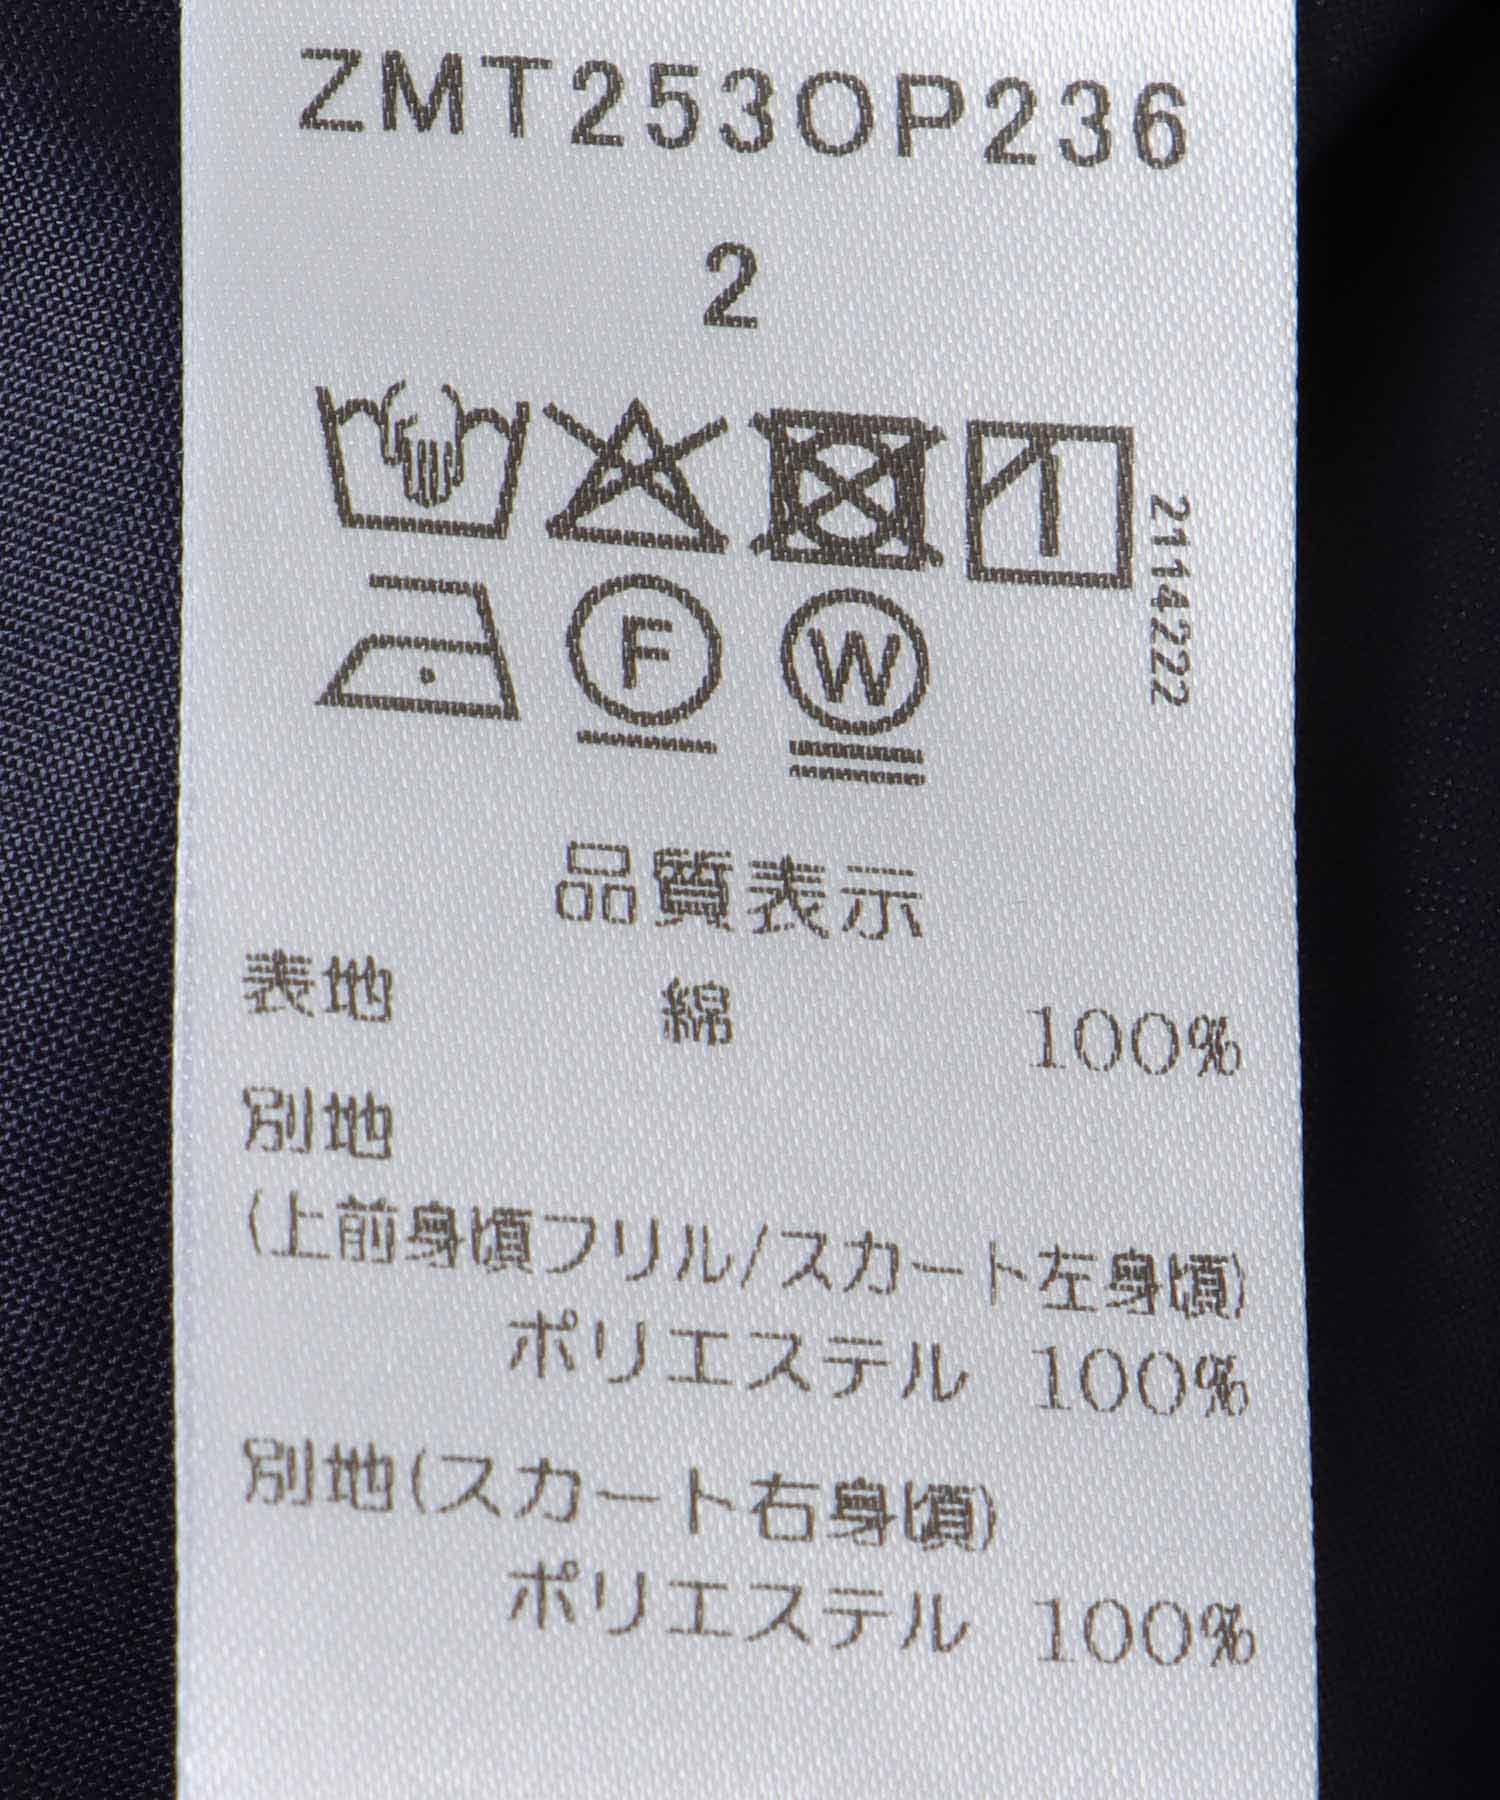 ZMT253OP236
2
2114222
F
W
品質表示
表地 綿 100%
別地
(上前身頃フリル/スカート左身頃)
ポリエステル 100%
別地(スカート右身頃)
ポリエステル 100%